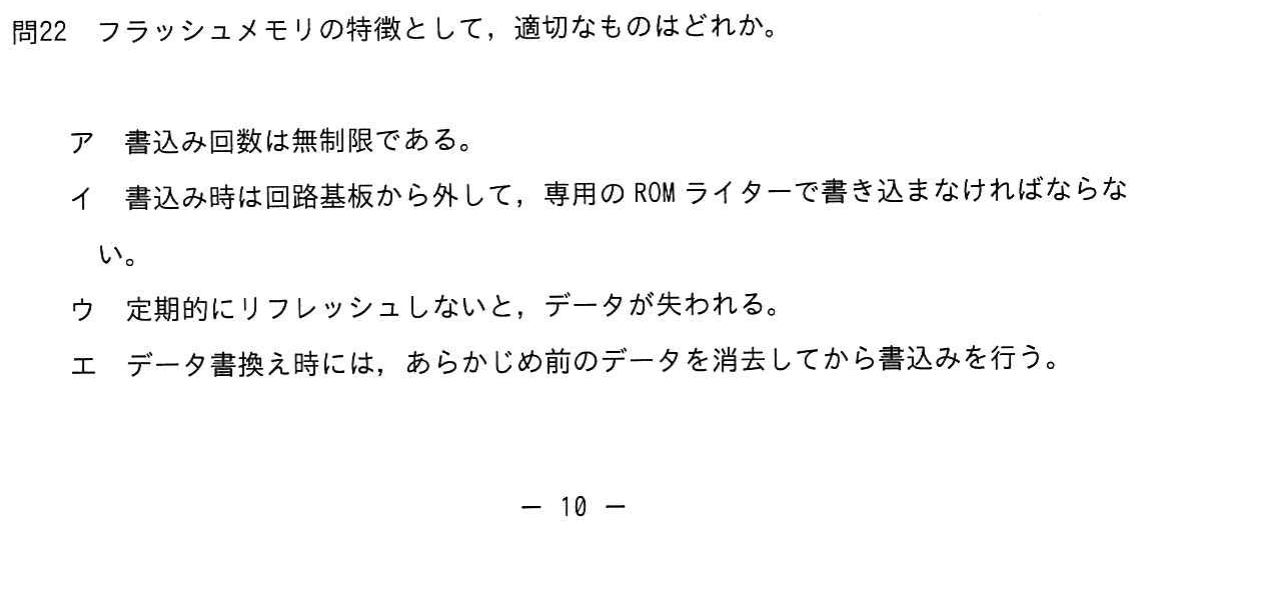 問22　フラッシュメモリの特徴として，適切なものはどれか。
ア　書込み回数は無制限である。
イ　書込み時は回路基板から外して，専用の ROM ライターで書き込まなければならな
い。
ウ　定期的にリフレッシュしないと，データが失われる。
エ　データ書換え時には，あらかじめ前のデータを消去してから書込みを行う。
－ 10 －